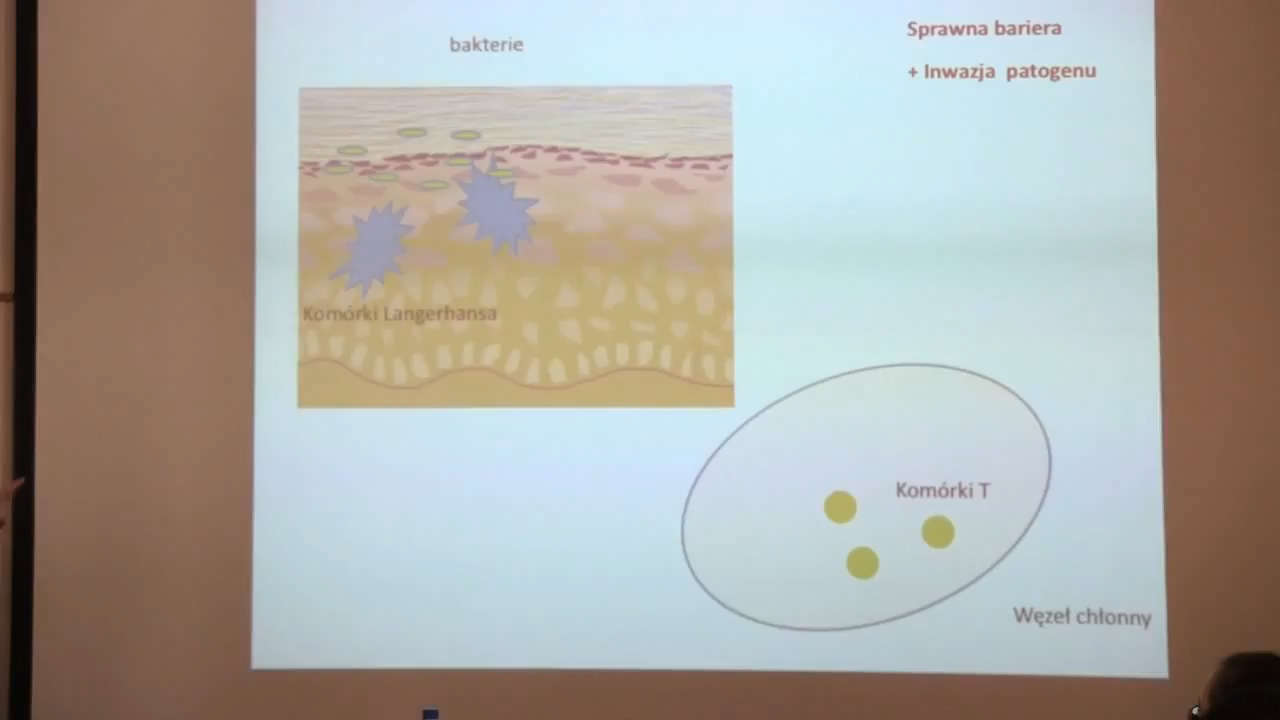 bakterie
Sprawna bariera
+ Inwazja patogenu
Komórki Langerhansa
Komórki T
Węzeł chłonny